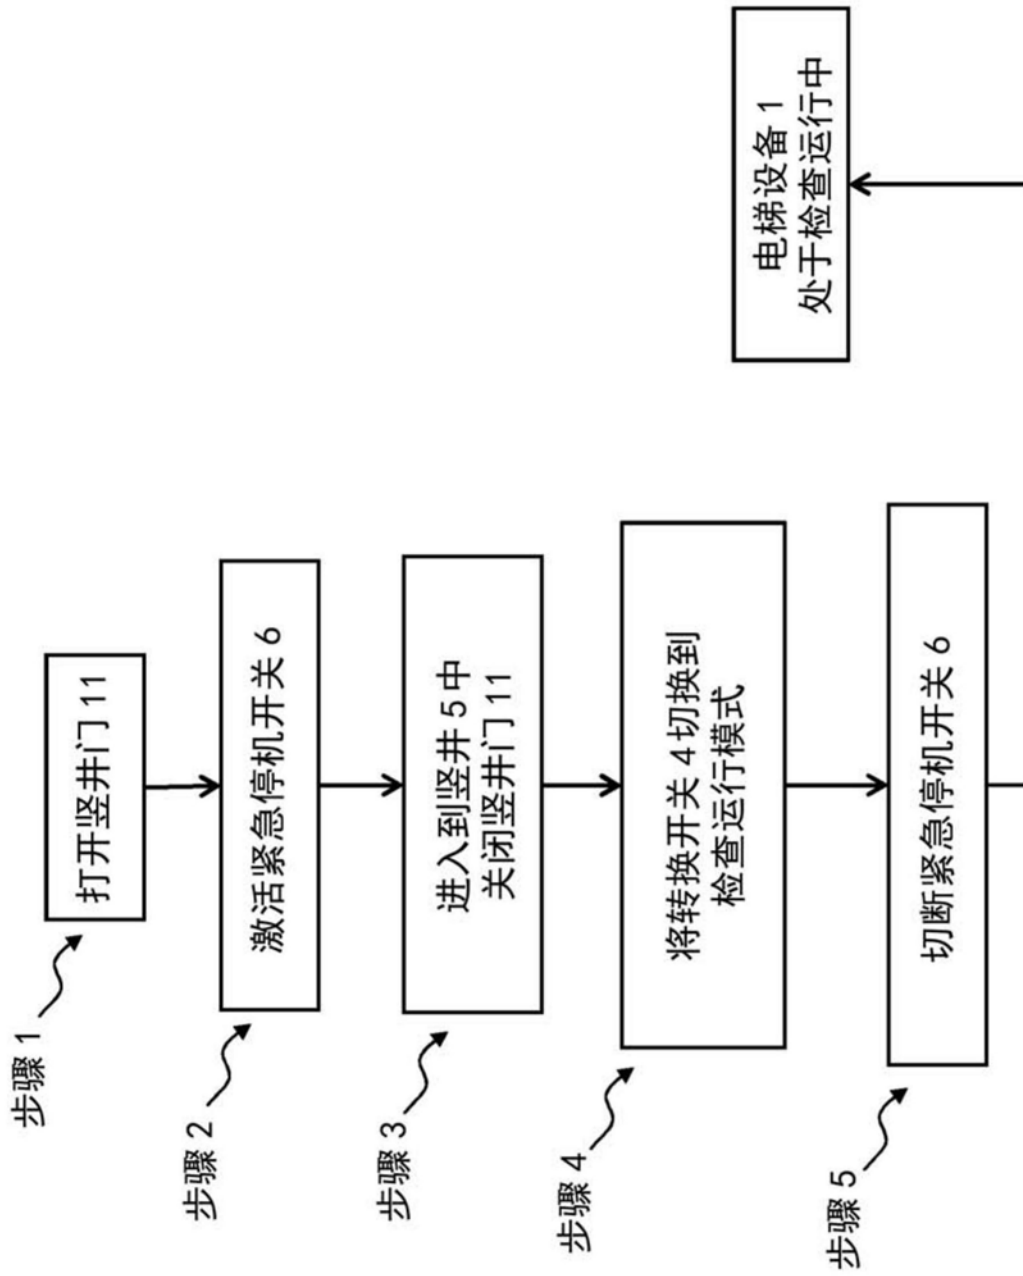 步骤 1
打开竖井门 11
步骤 2
激活紧急停机开关 6
步骤 3
进入到竖井 5 中
关闭竖井门 11
步骤 4
将转换开关 4 切换到
检查运行模式
步骤 5
切断紧急停机开关 6
电梯设备 1
处于检查运行中